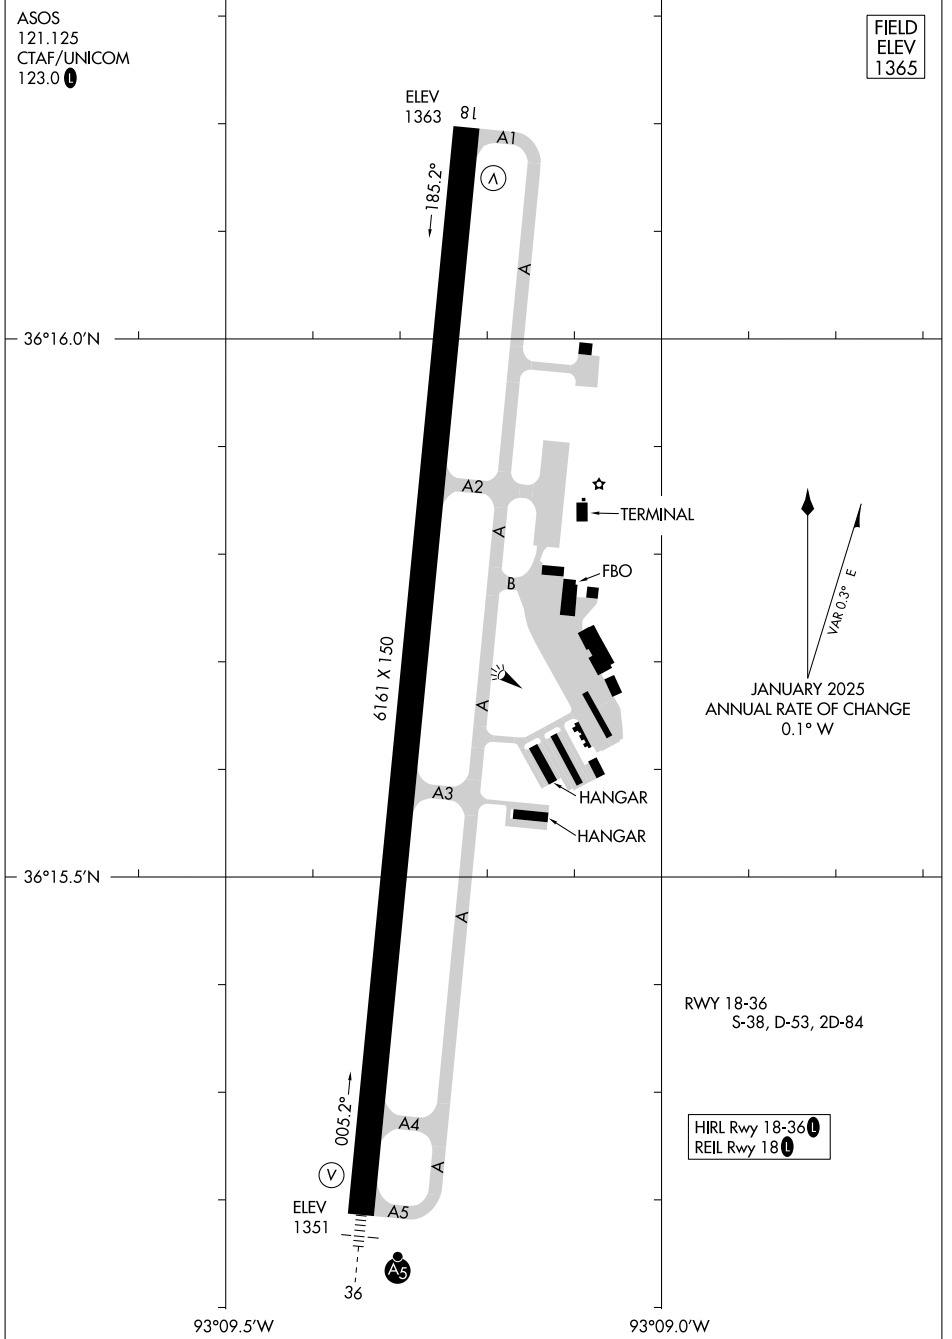 ASOS
121.125
CTAF/UNICOM
123.0 L
FIELD
ELEV
1365
ELEV
1363
18
A1
V
185.2°
A
36°16.0'N
A2
TERMINAL
A
FBO
B
VAR 0.3° E
6161 X 150
A
JANUARY 2025
ANNUAL RATE OF CHANGE
0.1° W
A3
HANGAR
HANGAR
36°15.5'N
A
RWY 18-36
S-38, D-53, 2D-84
005.2°
A4
HIRL Rwy 18-36 L
REIL Rwy 18 L
V
A
ELEV
1351
A5
A5
36
93°09.5'W
93°09.0'W